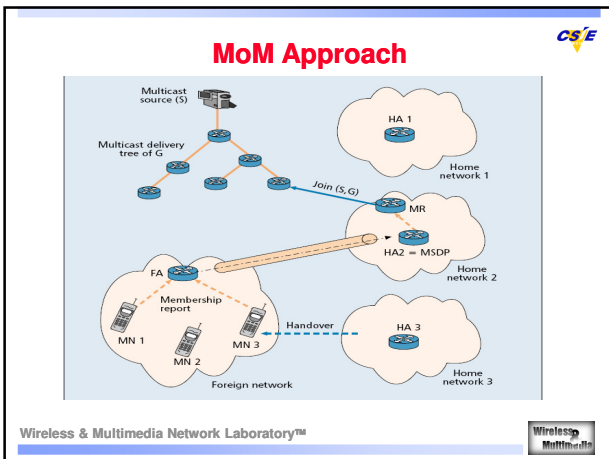 CSIE
MoM Approach
Multicast
source (S)
HA 1
Multicast delivery
tree of G
Home
network 1
Join (S,G)
MR
HA2 = MSDP
FA
Home
network 2
Membership
report
Handover
HA 3
MN 1
MN 3
MN 2
Home
network 3
Foreign network
Wireless & Multimedia Network Laboratory™
Wireless
Multimedia